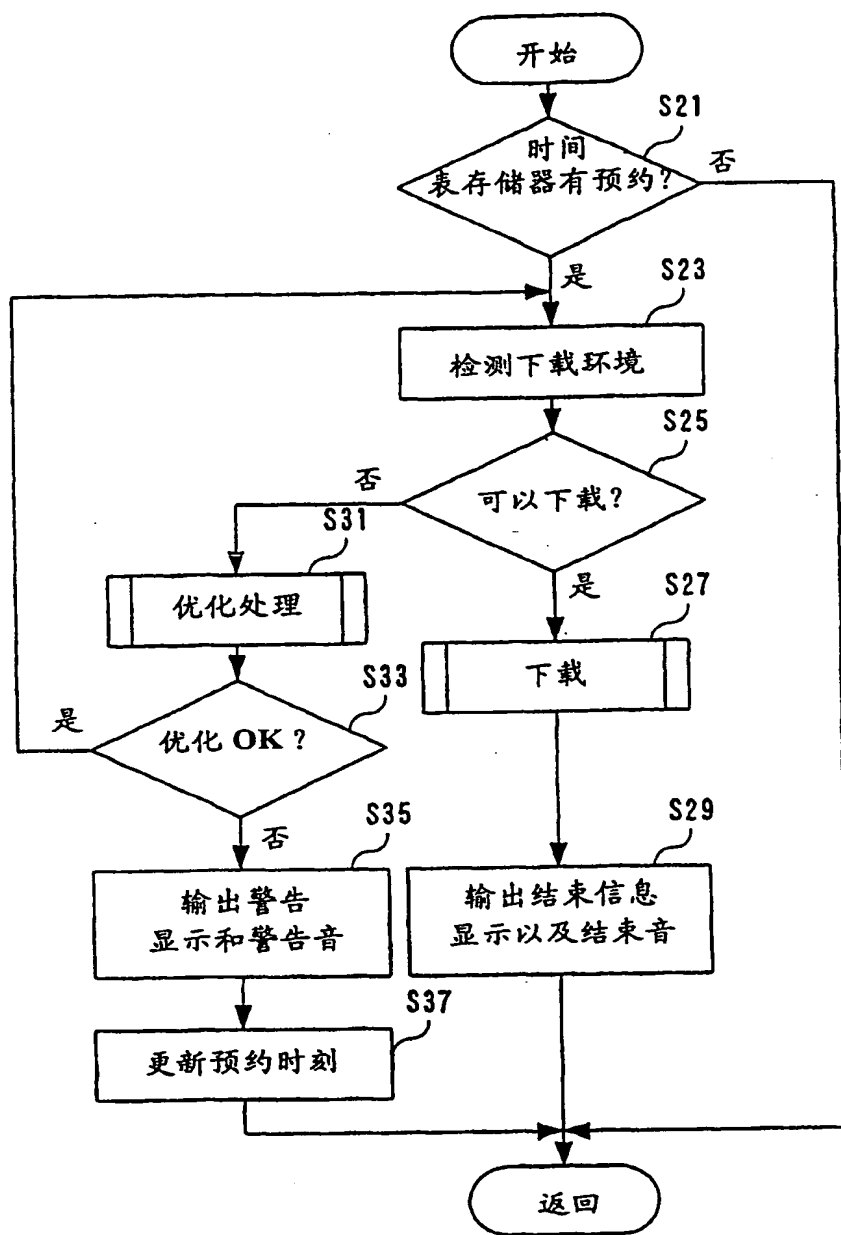 开始
S21
时间
表存储器有预约？
否
是
S23
检测下载环境
S25
可以下载？
否
S31
优化处理
是
S27
下载
S33
优化 OK ？
是
否
S35
输出警告
显示和警告音
S29
输出结束信息
显示以及结束音
S37
更新预约时刻
返回